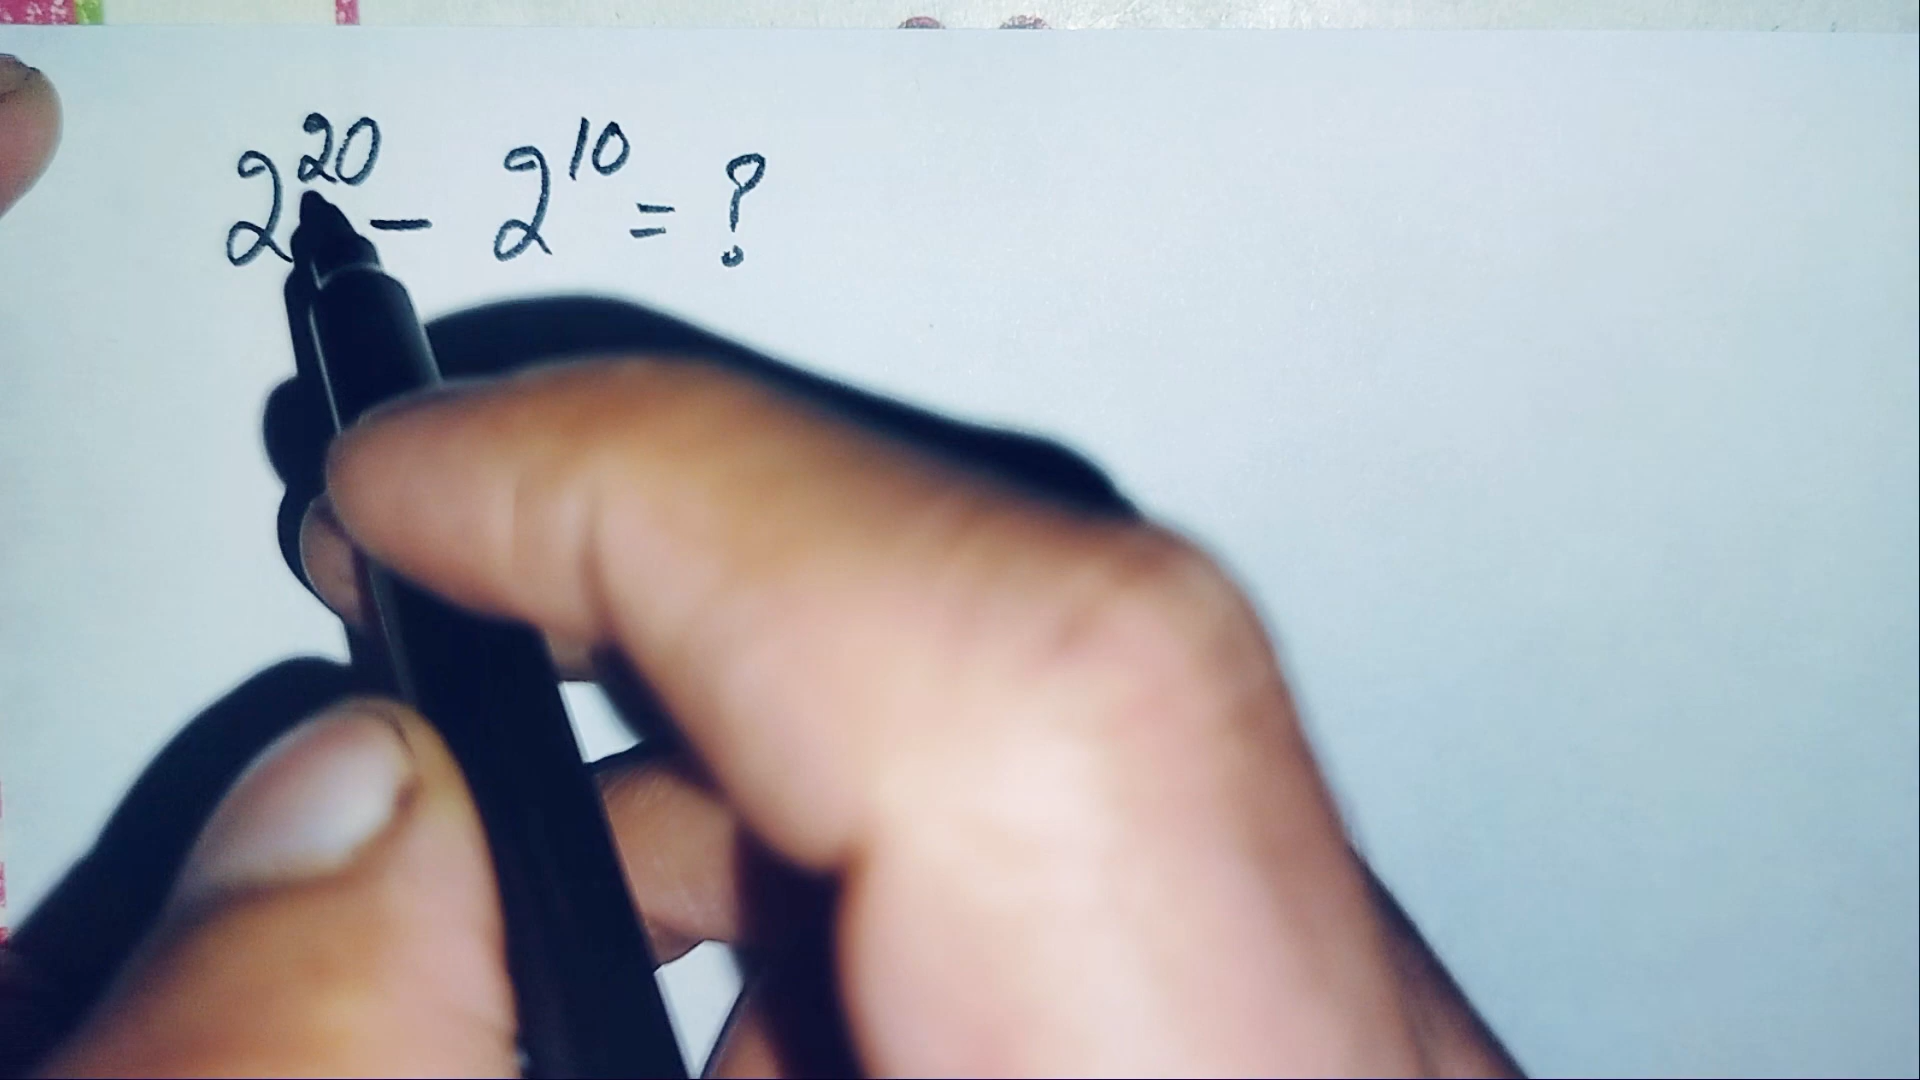 2²⁰ - 2¹⁰ = ?